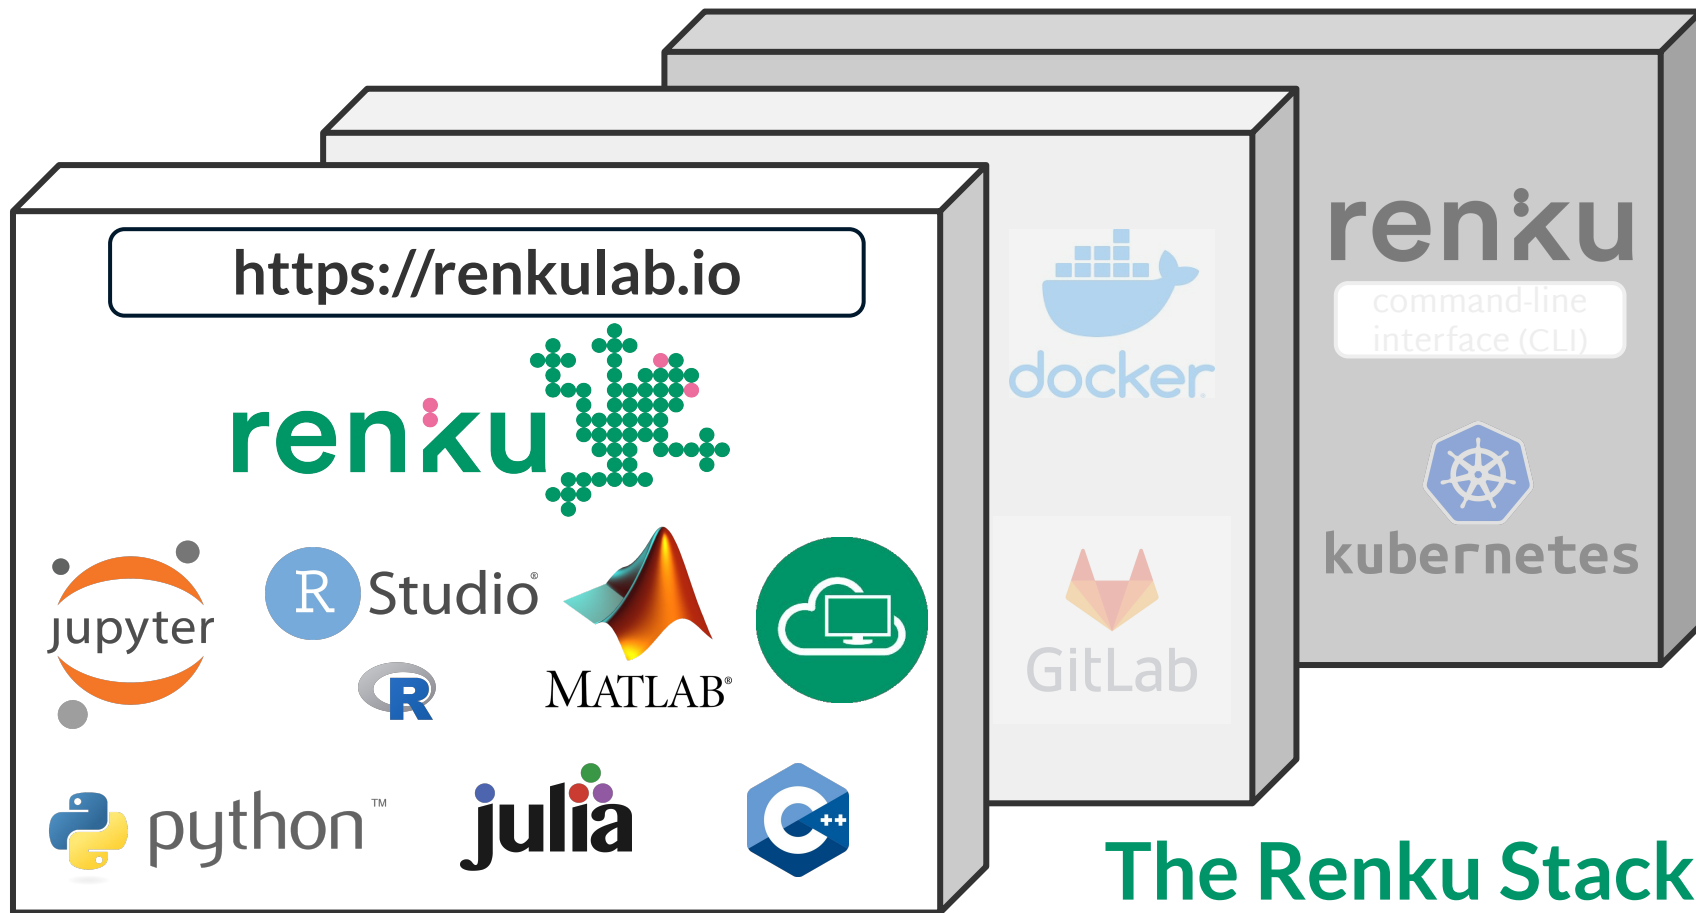 https://renkulab.io
renku
jupyter
R Studio®
R
MATLAB®
python™
julia
C++
docker
GitLab
renku
command-line
interface (CLI)
kubernetes
The Renku Stack